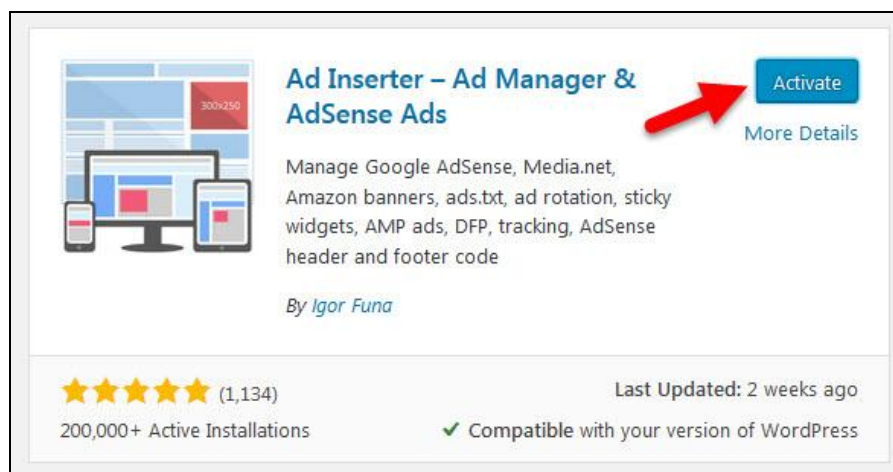 300x250
Ad Inserter – Ad Manager &
AdSense Ads
Manage Google AdSense, Media.net,
Amazon banners, ads.txt, ad rotation, sticky
widgets, AMP ads, DFP, tracking, AdSense
header and footer code
By Igor Funa
Activate
More Details
(1,134)
200,000+ Active Installations
Last Updated: 2 weeks ago
✔ Compatible with your version of WordPress